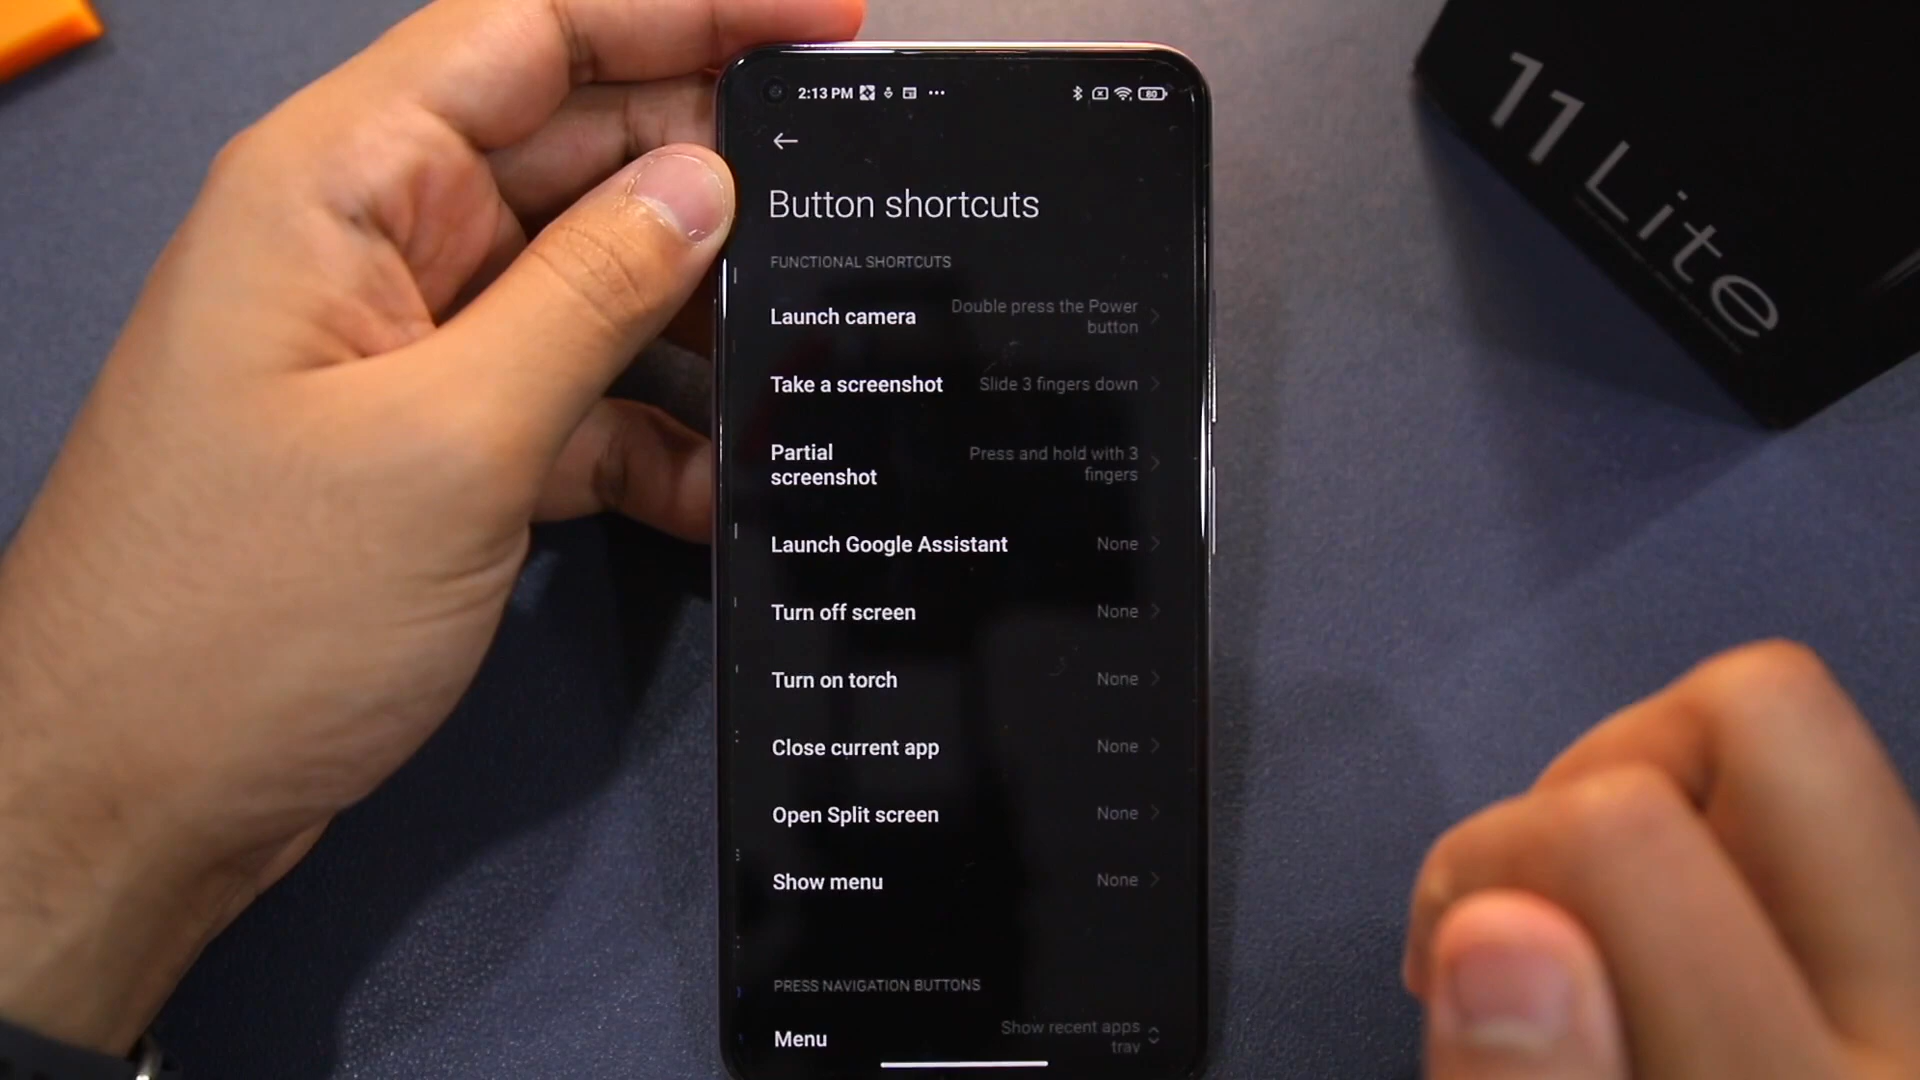 2:13 PM
80
Button shortcuts
FUNCTIONAL SHORTCUTS
Launch camera
Double press the Power
button
Take a screenshot
Slide 3 fingers down
Partial
screenshot
Press and hold with 3
fingers
Launch Google Assistant
None
Turn off screen
None
Turn on torch
None
Close current app
None
Open Split screen
None
Show menu
None
PRESS NAVIGATION BUTTONS
Menu
Show recent apps
tray
11 Lite